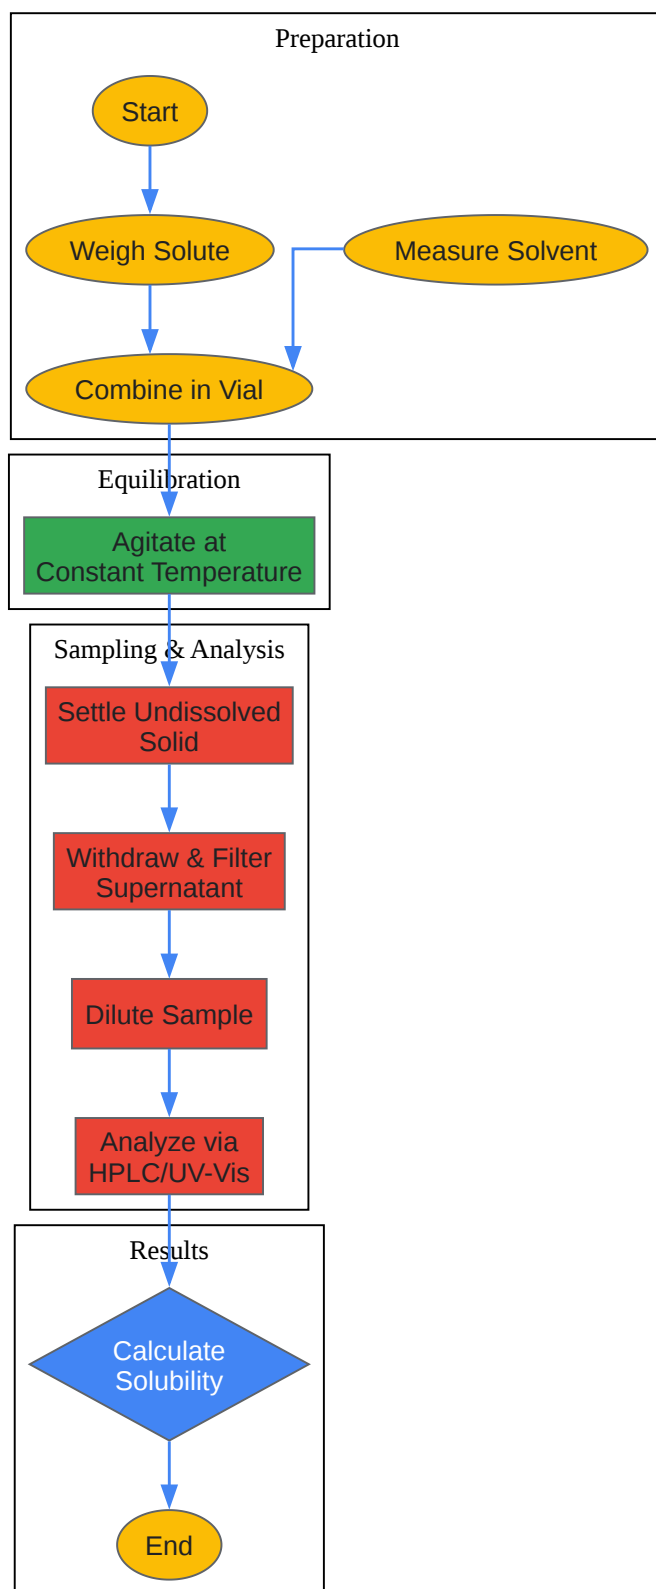 Preparation
Start
Weigh Solute
Measure Solvent
Combine in Vial
Equilibration
Agitate at
Constant Temperature
Sampling & Analysis
Settle Undissolved
Solid
Withdraw & Filter
Supernatant
Dilute Sample
Analyze via
HPLC/UV-Vis
Results
Calculate
Solubility
End